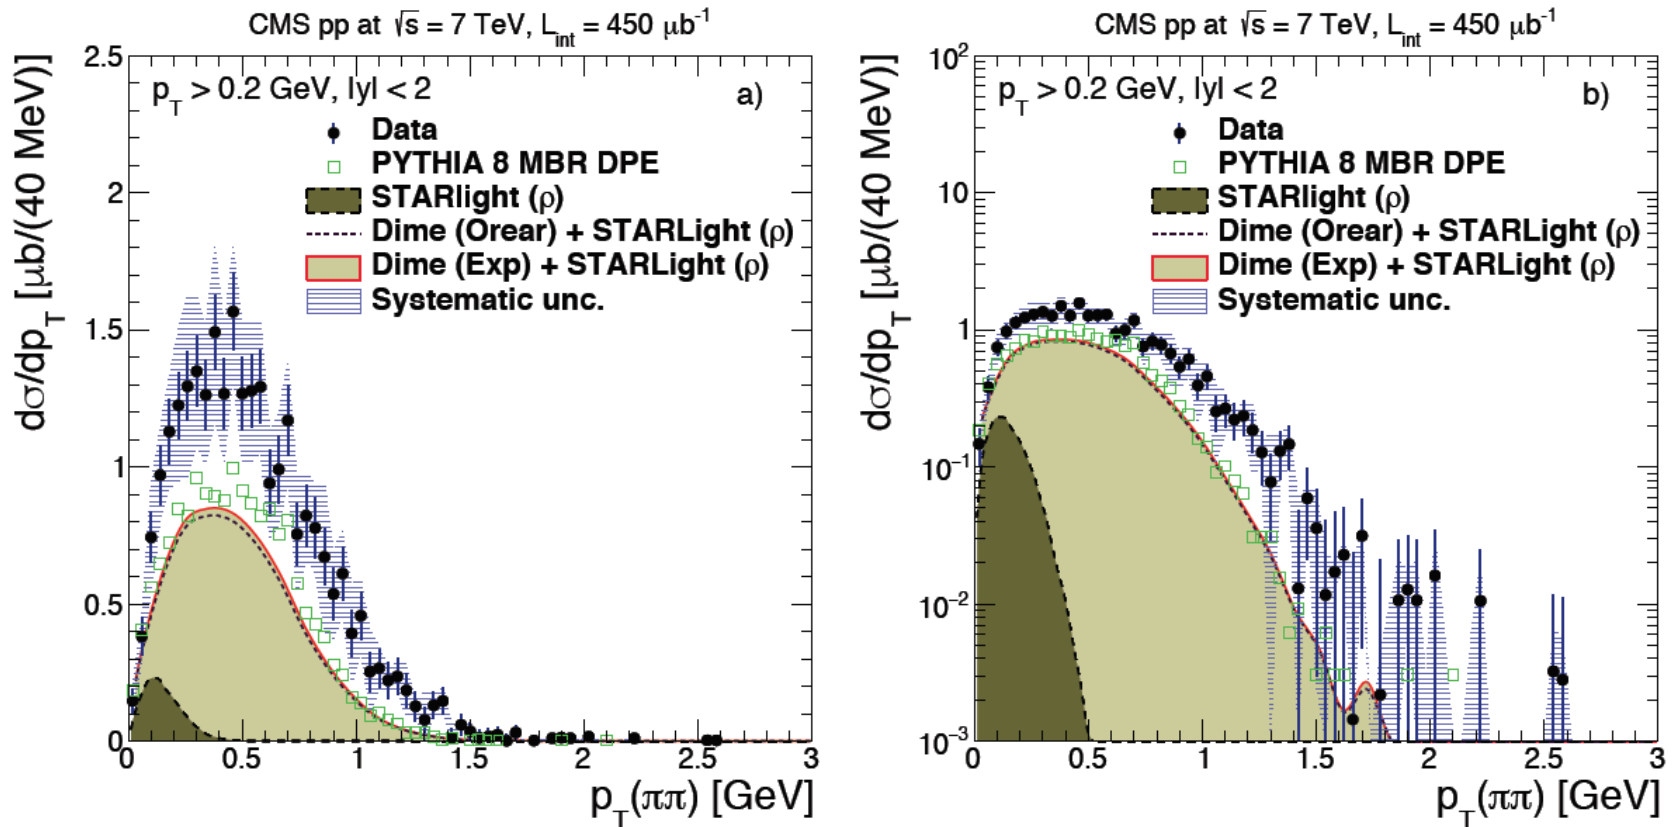 CMS pp at √s = 7 TeV, L_int = 450 μb⁻¹
p_T > 0.2 GeV, |y| < 2
a)
Data
PYTHIA 8 MBR DPE
STARlight (ρ)
Dime (Orear) + STARLight (ρ)
Dime (Exp) + STARLight (ρ)
Systematic unc.
dσ/dp_T [μb/(40 MeV)]
2.5
2
1.5
1
0.5
0
0 0.5 1 1.5 2 2.5 3
p_T(ππ) [GeV]
CMS pp at √s = 7 TeV, L_int = 450 μb⁻¹
p_T > 0.2 GeV, |y| < 2
b)
Data
PYTHIA 8 MBR DPE
STARlight (ρ)
Dime (Orear) + STARLight (ρ)
Dime (Exp) + STARLight (ρ)
Systematic unc.
dσ/dp_T [μb/(40 MeV)]
10²
10
1
10⁻¹
10⁻²
10⁻³
0 0.5 1 1.5 2 2.5 3
p_T(ππ) [GeV]